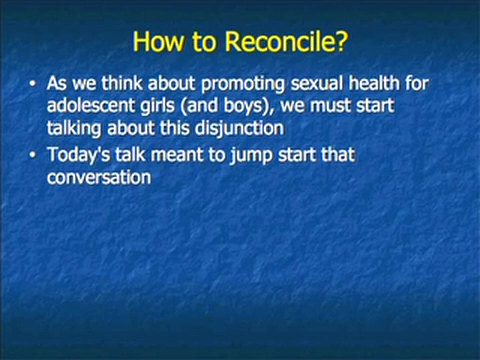 How to Reconcile?
• As we think about promoting sexual health for
adolescent girls (and boys), we must start
talking about this disjunction
• Today's talk meant to jump start that
conversation